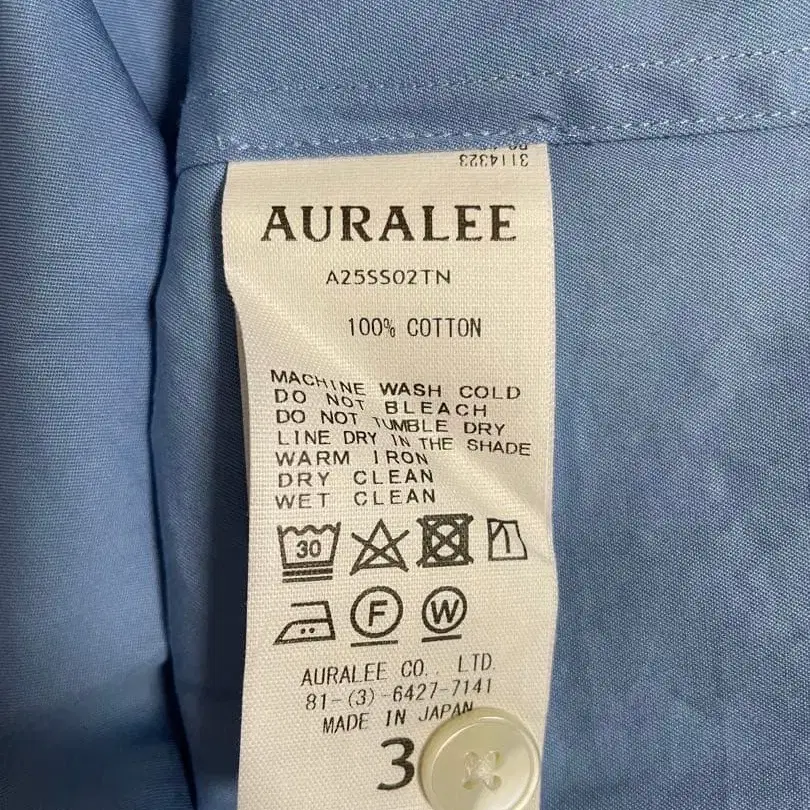 3114323
AURALEE
A25SS02TN
100% COTTON
MACHINE WASH COLD
DO NOT BLEACH
DO NOT TUMBLE DRY
LINE DRY IN THE SHADE
WARM IRON
DRY CLEAN
WET CLEAN
30
F W
AURALEE CO., LTD.
81-(3)-6427-7141
MADE IN JAPAN
3